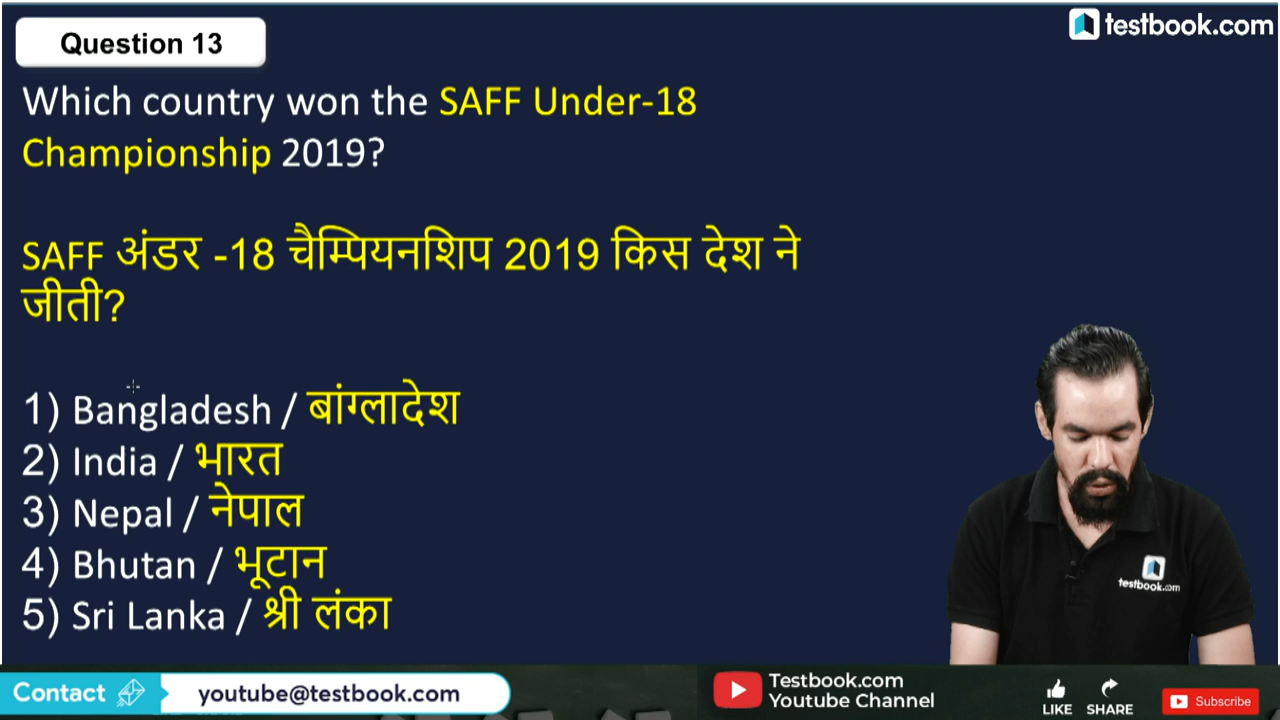 Question 13
testbook.com
Which country won the SAFF Under-18
Championship 2019?
SAFF अंडर -18 चैम्पियनशिप 2019 किस देश ने
जीती?
1) Bangladesh / बांग्लादेश
2) India / भारत
3) Nepal / नेपाल
4) Bhutan / भूटान
5) Sri Lanka / श्री लंका
testbook.com
Contact
youtube@testbook.com
Testbook.com
Youtube Channel
LIKE
SHARE
Subscribe